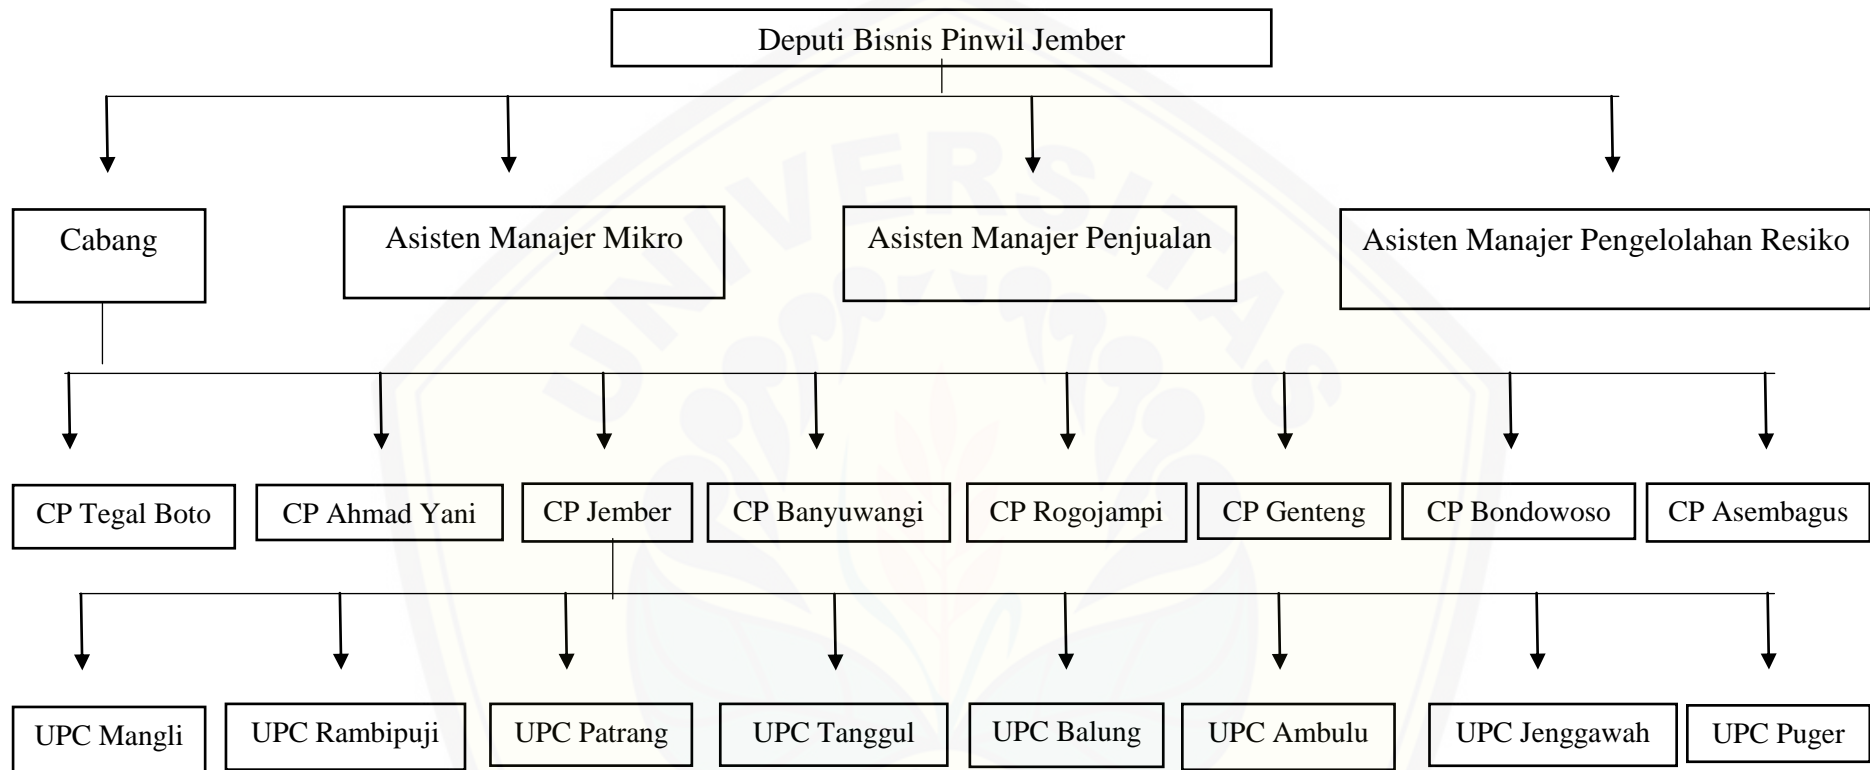 Deputi Bisnis Pinwil Jember
Cabang
Asisten Manajer Mikro
Asisten Manajer Penjualan
Asisten Manajer Pengelolahan Resiko
CP Tegal Boto
CP Ahmad Yani
CP Jember
CP Banyuwangi
CP Rogojampi
CP Genteng
CP Bondowoso
CP Asembagus
UPC Mangli
UPC Rambipuji
UPC Patrang
UPC Tanggul
UPC Balung
UPC Ambulu
UPC Jenggawah
UPC Puger
UNIVERSITAS